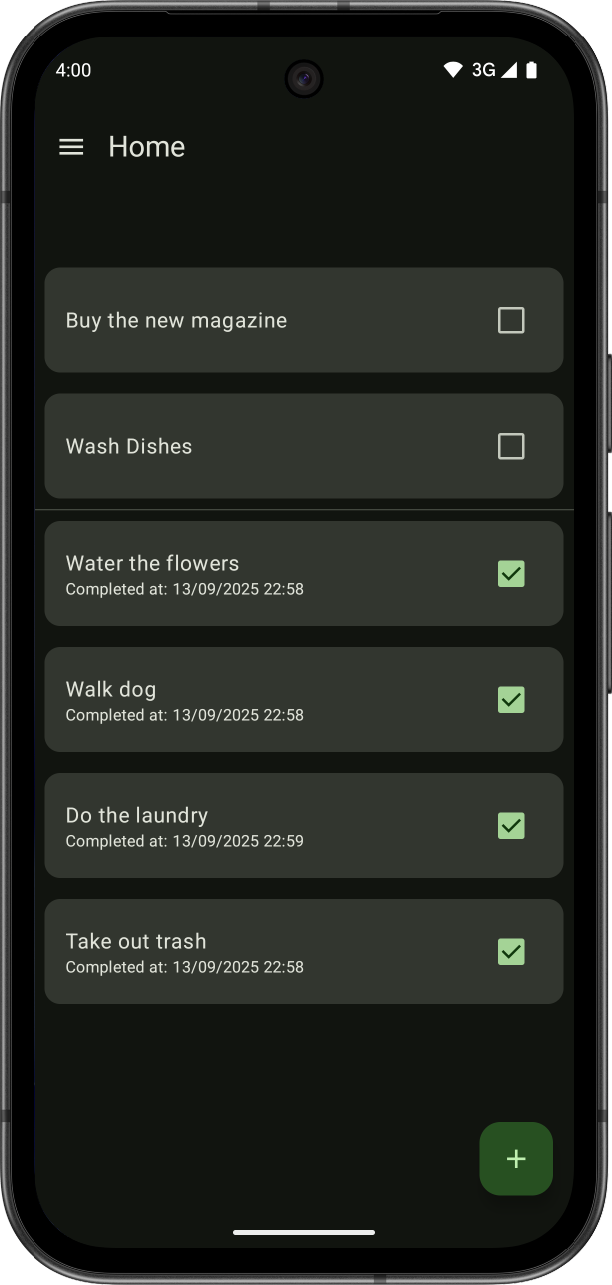 4:00
3G
Home
Buy the new magazine
Wash Dishes
Water the flowers
Completed at: 13/09/2025 22:58
Walk dog
Completed at: 13/09/2025 22:58
Do the laundry
Completed at: 13/09/2025 22:59
Take out trash
Completed at: 13/09/2025 22:58